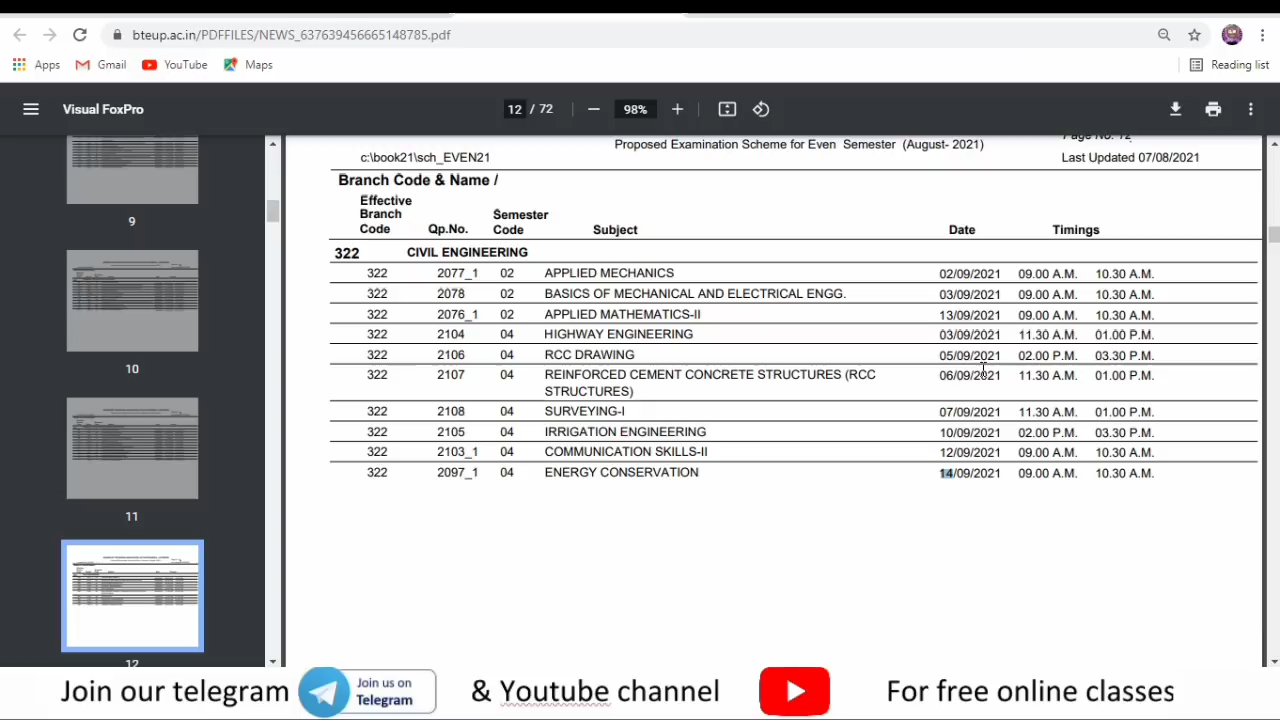 bteup.ac.in/PDFFILES/NEWS_637639456665148785.pdf
Apps Gmail YouTube Maps Reading list
Visual FoxPro 12 / 72 98%
Page No. 12
Proposed Examination Scheme for Even Semester (August- 2021)
c:\book21\sch_EVEN21 Last Updated 07/08/2021
Branch Code & Name /
Effective Branch Code Qp.No. Semester Code Subject Date Timings
322 CIVIL ENGINEERING
322 2077_1 02 APPLIED MECHANICS 02/09/2021 09.00 A.M. 10.30 A.M.
322 2078 02 BASICS OF MECHANICAL AND ELECTRICAL ENGG. 03/09/2021 09.00 A.M. 10.30 A.M.
322 2076_1 02 APPLIED MATHEMATICS-II 13/09/2021 09.00 A.M. 10.30 A.M.
322 2104 04 HIGHWAY ENGINEERING 03/09/2021 11.30 A.M. 01.00 P.M.
322 2106 04 RCC DRAWING 05/09/2021 02.00 P.M. 03.30 P.M.
322 2107 04 REINFORCED CEMENT CONCRETE STRUCTURES (RCC 06/09/2021 11.30 A.M. 01.00 P.M.
STRUCTURES)
322 2108 04 SURVEYING-I 07/09/2021 11.30 A.M. 01.00 P.M.
322 2105 04 IRRIGATION ENGINEERING 10/09/2021 02.00 P.M. 03.30 P.M.
322 2103_1 04 COMMUNICATION SKILLS-II 12/09/2021 09.00 A.M. 10.30 A.M.
322 2097_1 04 ENERGY CONSERVATION 14/09/2021 09.00 A.M. 10.30 A.M.
9
10
11
12
Join our telegram Join us on Telegram & Youtube channel For free online classes